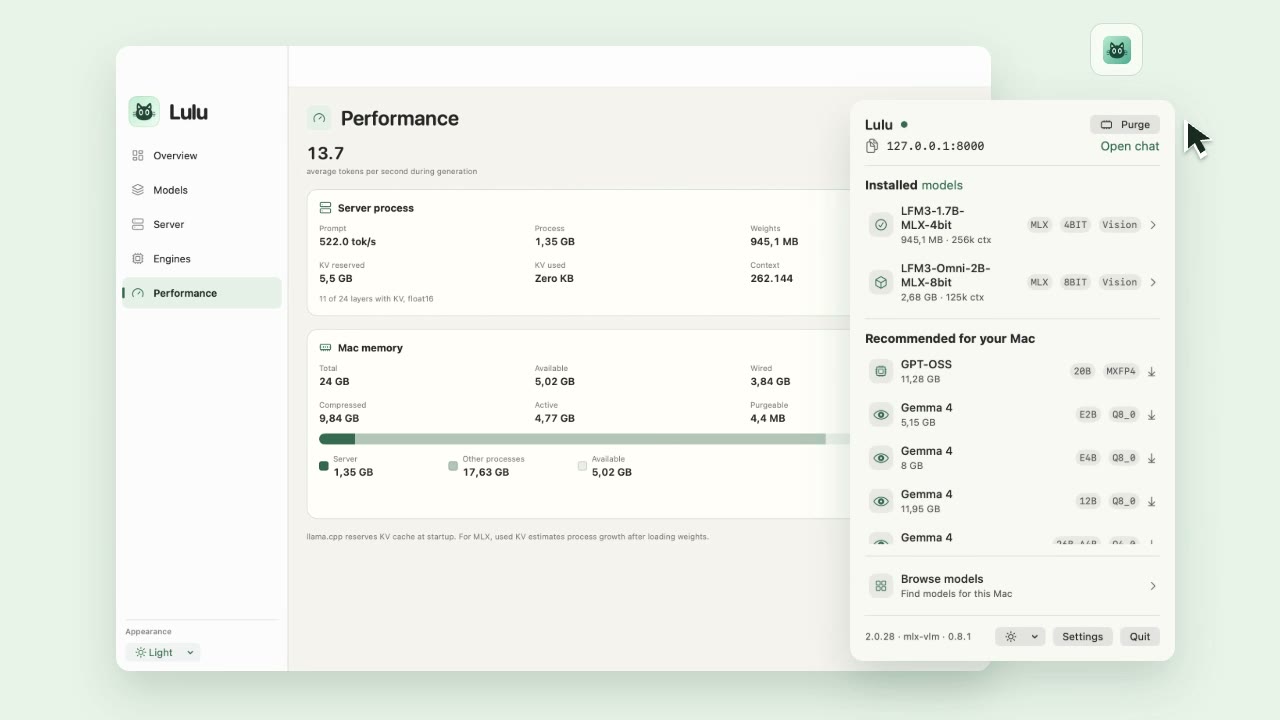 Lulu
Overview
Models
Server
Engines
Performance
Appearance
Light
Performance
13.7
average tokens per second during generation
Server process
Prompt
Process
Weights
522.0 tok/s
1,35 GB
945,1 MB
KV reserved
KV used
Context
5,5 GB
Zero KB
262.144
11 of 24 layers with KV, float16
Mac memory
Total
Available
Wired
24 GB
5,02 GB
3,84 GB
Compressed
Active
Purgeable
9,84 GB
4,77 GB
4,4 MB
Server
Other processes
Available
1,35 GB
17,63 GB
5,02 GB
llama.cpp reserves KV cache at startup. For MLX, used KV estimates process growth after loading weights.
Lulu
Purge
127.0.0.1:8000
Open chat
Installed models
LFM3-1.7B-
MLX-4bit
945,1 MB · 256k ctx
MLX 4BIT Vision
LFM3-Omni-2B-
MLX-8bit
2,68 GB · 125k ctx
MLX 8BIT Vision
Recommended for your Mac
GPT-OSS
11,28 GB
20B MXFP4
Gemma 4
5,15 GB
E2B Q8_0
Gemma 4
8 GB
E4B Q8_0
Gemma 4
11,95 GB
12B Q8_0
Gemma 4
Browse models
Find models for this Mac
2.0.28 · mlx-vlm · 0.8.1
Settings
Quit